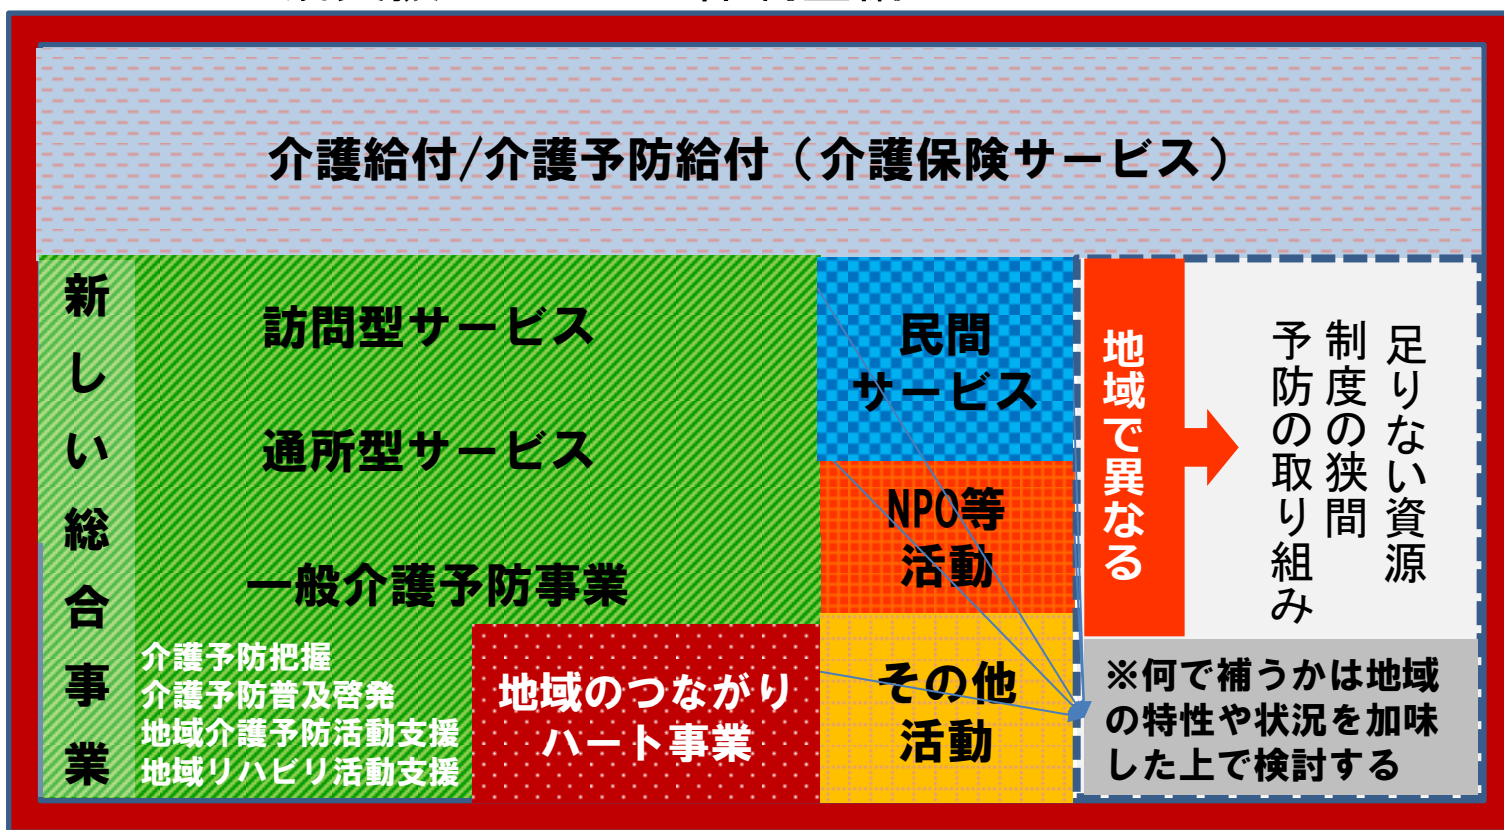 介護給付/介護予防給付（介護保険サービス）
新しい総合事業
訪問型サービス
通所型サービス
一般介護予防事業
介護予防把握
介護予防普及啓発
地域介護予防活動支援
地域リハビリ活動支援
地域のつながり
ハート事業
民間
サービス
NPO等
活動
その他
活動
地域で異なる
足りない資源
制度の狭間
予防の取り組み
※何で補うかは地域
の特性や状況を加味
した上で検討する